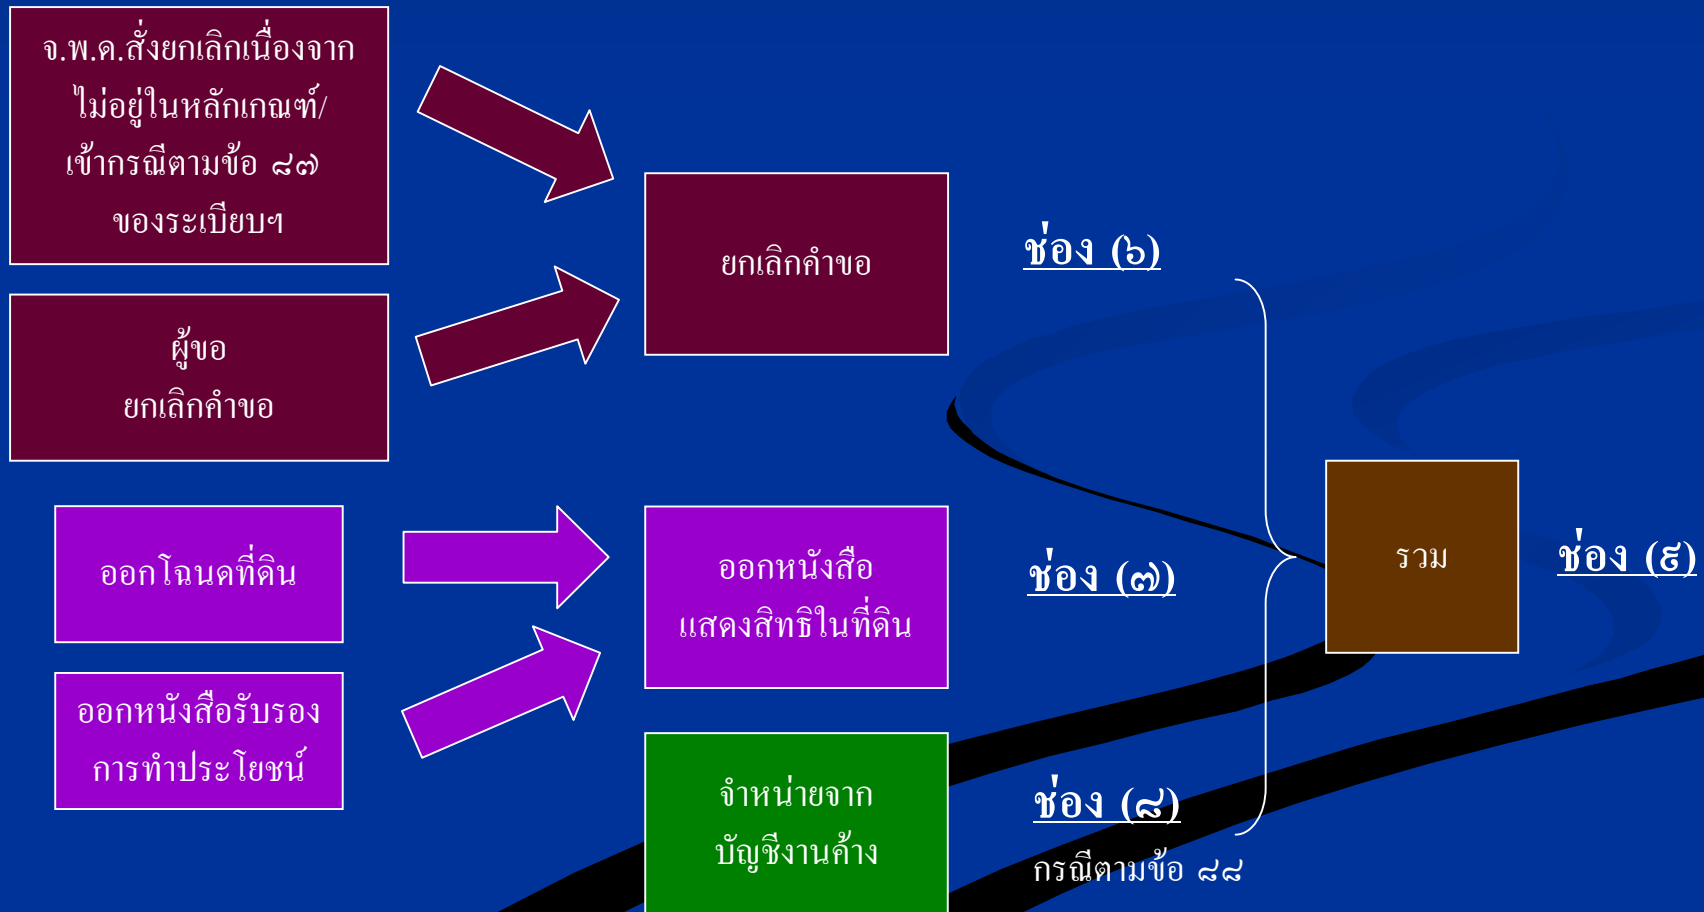 จ.พ.ด.สั่งยกเลิกเนื่องจาก
ไม่อยู่ในหลักเกณฑ์/
เข้ากรณีตามข้อ ๘๗
ของระเบียบฯ
ผู้ขอ
ยกเลิกคำขอ
ยกเลิกคำขอ
ช่อง (๖)
ออกโฉนดที่ดิน
ออกหนังสือรับรอง
การทำประโยชน์
ออกหนังสือ
แสดงสิทธิในที่ดิน
ช่อง (๗)
จำหน่ายจาก
บัญชีงานค้าง
ช่อง (๘)
กรณีตามข้อ ๘๘
รวม
ช่อง (๙)